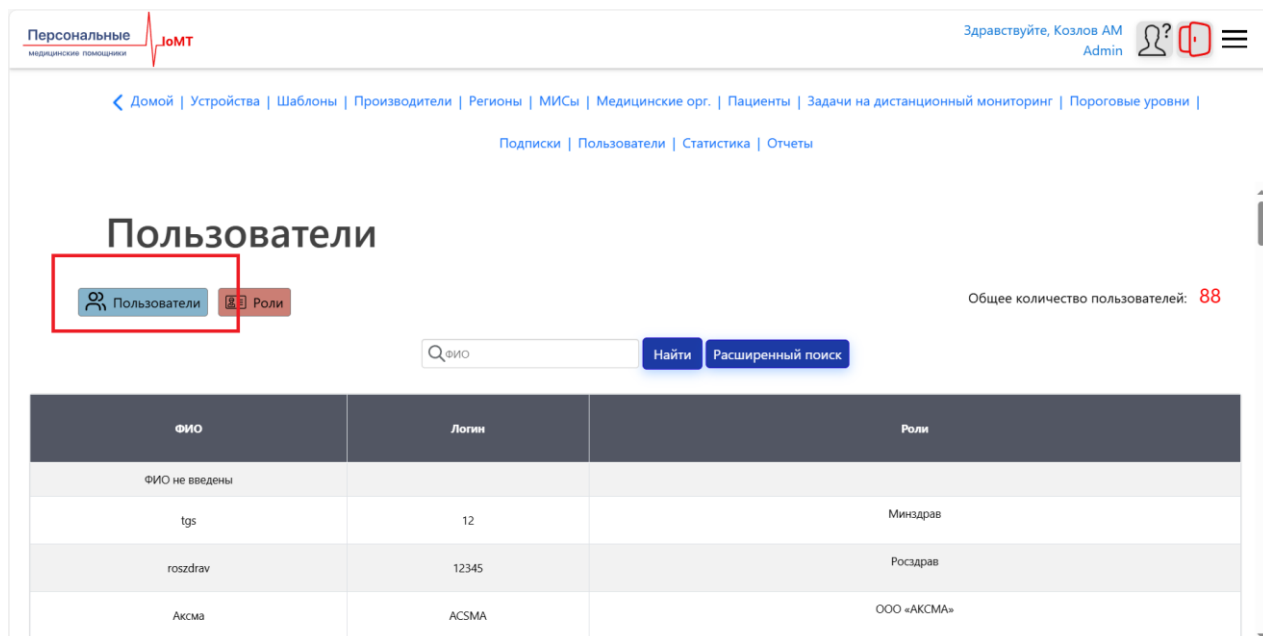 Персональные
медицинские помощники
IoMT
Здравствуйте, Козлов АМ
Admin
Домой | Устройства | Шаблоны | Производители | Регионы | МИСы | Медицинские орг. | Пациенты | Задачи на дистанционный мониторинг | Пороговые уровни |
Подписки | Пользователи | Статистика | Отчеты
Пользователи
Пользователи Роли Общее количество пользователей: 88
ФИО Найти Расширенный поиск
ФИО Логин Роли
ФИО не введены
tgs 12 Минздрав
roszdrav 12345 Росздрав
Аксма ACSMA ООО «АКСМА»